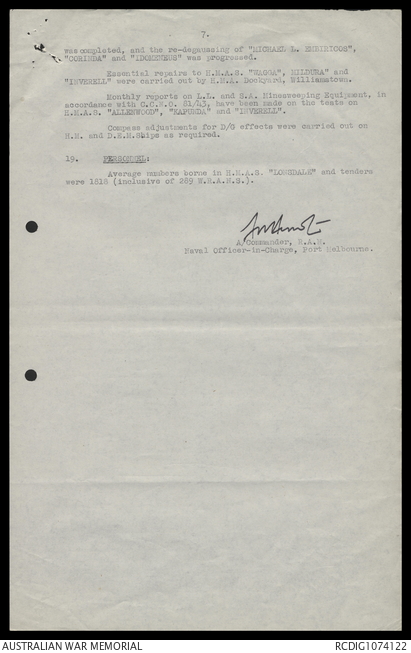 7.
was completed, and the re-degaussing of "MICHAEL L. EMBIRICOS",
"CORINDA" and "IDOMENEUS" was progressed.
Essential repairs to H.M.A.S. "WAGGA", MILDURA" and
"INVERELL" were carried out by H.M.A. Dockyard, Williamstown.
Monthly reports on L.L. and S.A. Minesweeping Equipment, in
accordance with C.C.N.O. 81/43, have been made on the tests on
H.M.A.S. "ALLENWOOD", "KAPUNDA" and "INVERELL".
Compass adjustments for D/G effects were carried out on
H.M. and D.E.M.Ships as required.
19. PERSONNEL:
Average numbers borne in H.M.A.S. "LONSDALE" and tenders
were 1818 (inclusive of 289 W.R.A.N.S.).
A/Commander, R.A.N.
Naval Officer-in-Charge, Port Melbourne.
AUSTRALIAN WAR MEMORIAL
RCDIG1074122